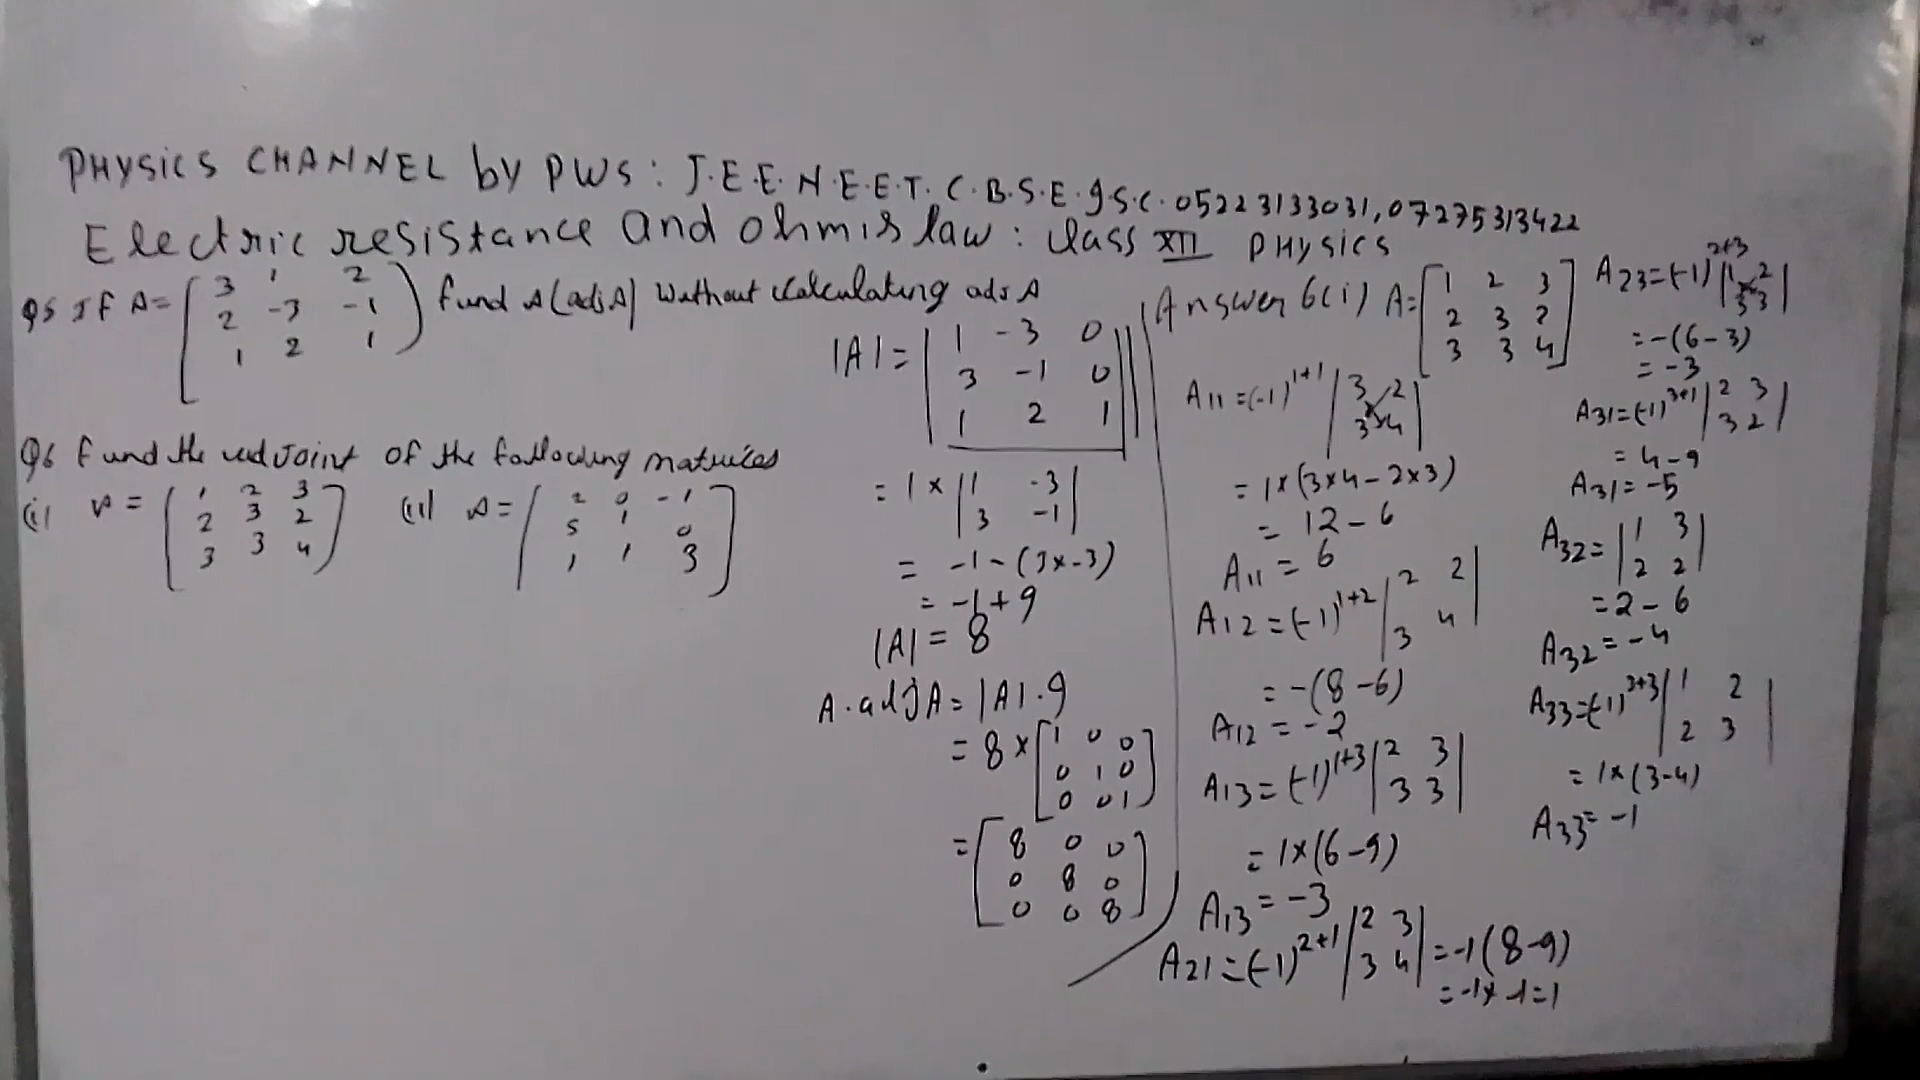 PHYSICS CHANNEL by PWS: J.E.E. N.E.E.T. C.B.S.E. I.S.C. 05223133031, 07275313422
Electric resistance and ohm's law: Class XII PHYSICS
Q5 If A = [ 3 1 2
2 -3 -1
1 2 1 ) find A(adjA) without calculating adj A
Q6 find the adjoint of the following matrices
(i) A = [ 1 2 3
2 3 2
3 3 4 ]
(ii) A = [ 2 0 -1
5 1 0
1 1 3 ]
|A| = | 1 -3 0
3 -1 0
1 2 1 |
= 1 × | 1 -3
3 -1 |
= -1 - (3x-3)
= -1 + 9
|A| = 8
A.adjA = |A|.9
= 8 × [ 1 0 0
0 1 0
0 0 1 ]
= [ 8 0 0
0 8 0
0 0 8 ]
Answer 6(i) A = [ 1 2 3
2 3 2
3 3 4 ]
A11 = (-1)^1+1 | 3 2
3 4 |
= 1×(3×4 - 2×3)
= 12 - 6
A11 = 6
A12 = (-1)^1+2 | 2 2
3 4 |
= -(8-6)
A12 = -2
A13 = (-1)^1+3 | 2 3
3 3 |
= 1×(6-9)
A13 = -3
A21 = (-1)^2+1 | 2 3
3 4 | = -1(8-9)
= -1× -1 = 1
A23 = (-1)^2+3 | 1 2
3 3 |
= -(6-3)
= -3
A31 = (-1)^3+1 | 2 3
3 2 |
= 4-9
A31 = -5
A32 = | 1 3
2 2 |
= 2 - 6
A32 = -4
A33 = (-1)^3+3 | 1 2
2 3 |
= 1×(3-4)
A33 = -1